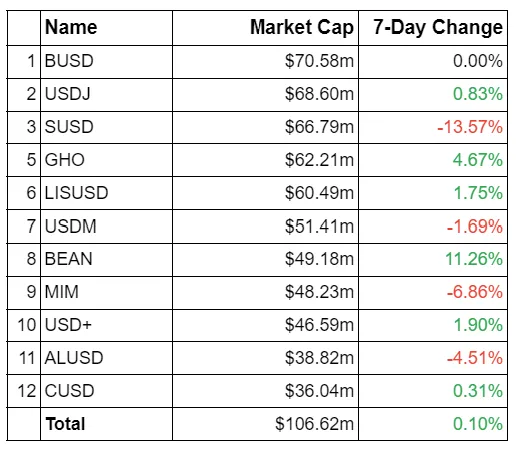 Name Market Cap 7-Day Change
1 BUSD $70.58m 0.00%
2 USDJ $68.60m 0.83%
3 SUSD $66.79m -13.57%
5 GHO $62.21m 4.67%
6 LISUSD $60.49m 1.75%
7 USDM $51.41m -1.69%
8 BEAN $49.18m 11.26%
9 MIM $48.23m -6.86%
10 USD+ $46.59m 1.90%
11 ALUSD $38.82m -4.51%
12 CUSD $36.04m 0.31%
Total $106.62m 0.10%